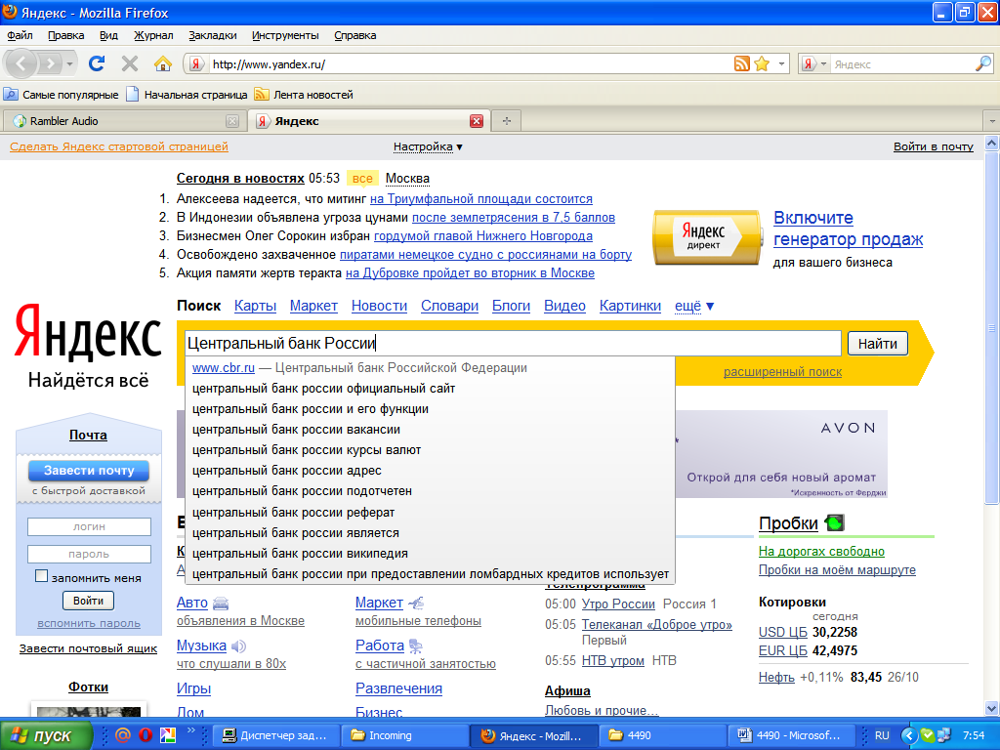 Яндекс - Mozilla Firefox
Файл Правка Вид Журнал Закладки Инструменты Справка
http://www.yandex.ru/ Яндекс
Самые популярные Начальная страница Лента новостей
Rambler Audio Яндекс
Сделать Яндекс стартовой страницей Настройка ▼ Войти в почту
Сегодня в новостях 05:53 все Москва
1. Алексеева надеется, что митинг на Триумфальной площади состоится
2. В Индонезии объявлена угроза цунами после землетрясения в 7,5 баллов
3. Бизнесмен Олег Сорокин избран гордумой главой Нижнего Новгорода
4. Освобождено захваченное пиратами немецкое судно с россиянами на борту
5. Акция памяти жертв теракта на Дубровке пройдет во вторник в Москве
Яндекс
директ
Включите
генератор продаж
для вашего бизнеса
Поиск Карты Маркет Новости Словари Блоги Видео Картинки ещё ▼
Яндекс
Найдётся всё
Центральный банк России Найти
расширенный поиск
www.cbr.ru — Центральный банк Российской Федерации
центральный банк россии официальный сайт
центральный банк россии и его функции
центральный банк россии вакансии
центральный банк россии курсы валют
центральный банк россии адрес
центральный банк россии подотчетен
центральный банк россии реферат
центральный банк россии является
центральный банк россии википедия
центральный банк россии при предоставлении ломбардных кредитов использует
AVON
Открой для себя новый аромат
*Искренность от Ферджи
Почта
Завести почту
с быстрой доставкой
логин
пароль
запомнить меня
Войти
вспомнить пароль
Завести почтовый ящик
Фотки
Авто
объявления в Москве
Музыка
что слушали в 80х
Игры
Дом
Маркет
мобильные телефоны
Работа
с частичной занятостью
Развлечения
Бизнес
Телепрограмма
05:00 Утро России Россия 1
05:05 Телеканал «Доброе утро»
Первый
05:55 НТВ утром НТВ
Афиша
Любовь и прочие...
Пробки
На дорогах свободно
Пробки на моём маршруте
Котировки
сегодня
USD ЦБ 30,2258
EUR ЦБ 42,4975
Нефть +0,11% 83,45 26/10
пуск » Диспетчер зад... Incoming Яндекс - Mozill... 4490 4490 - Microsof... RU 7:54